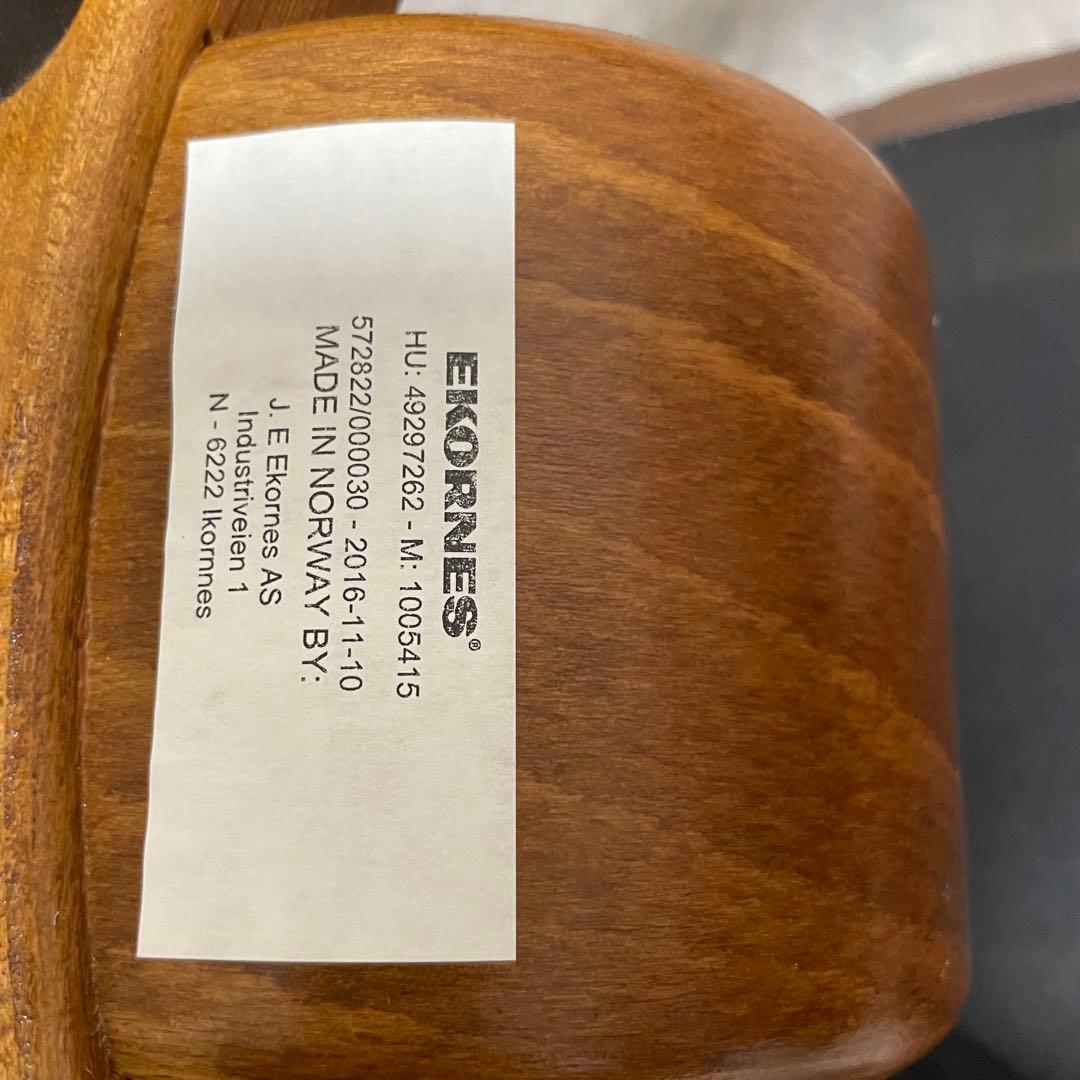 EKORNES®
HU: 49297262 - M: 1005415
572822/000030 - 2016-11-10
MADE IN NORWAY BY:
J. E Ekornes AS
Industriveien 1
N - 6222 Ikornnes